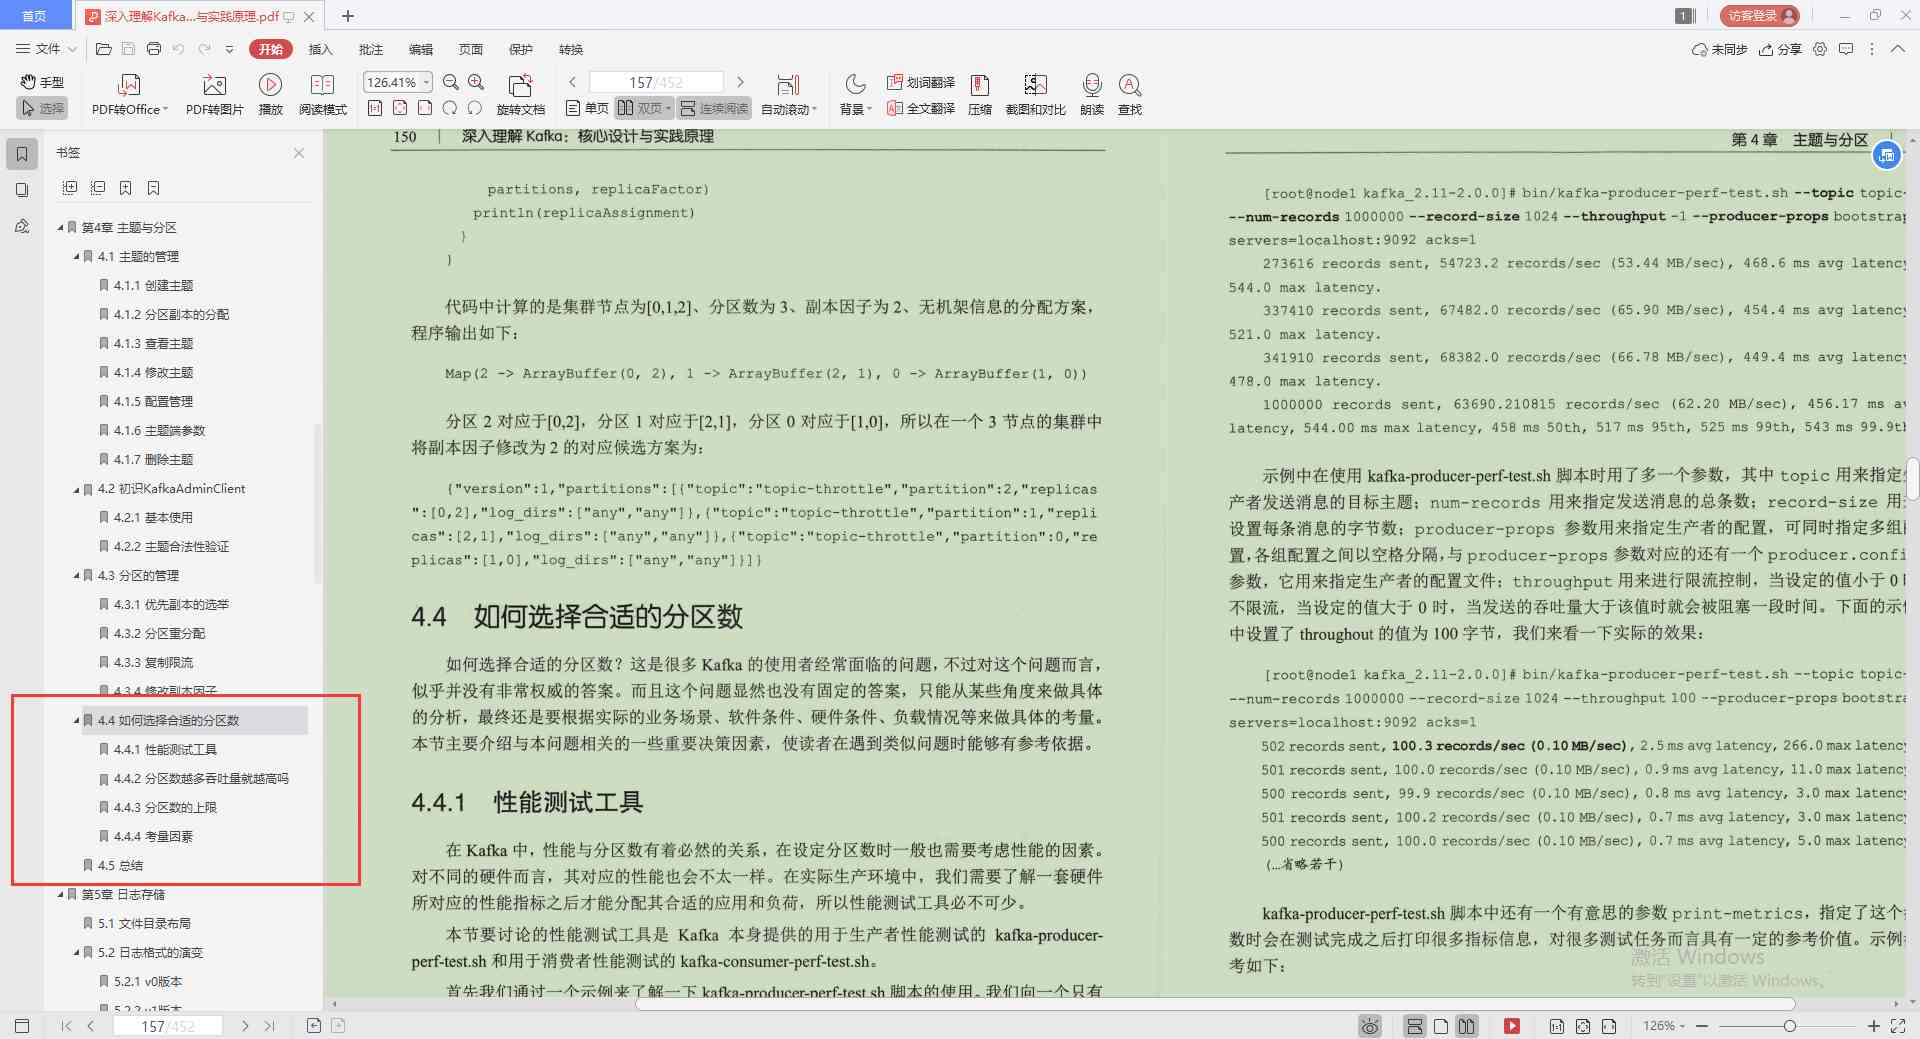 首页
深入理解Kafka...与实践原理.pdf
1
访客登录
文件
开始
插入
批注
编辑
页面
保护
转换
未同步
分享
手型
选择
PDF转Office
PDF转图片
播放
阅读模式
126.41%
旋转文档
157/452
单页
双页
连续阅读
自动滚动
背景
划词翻译
全文翻译
压缩
截图和对比
朗读
查找
书签
第4章 主题与分区
4.1 主题的管理
4.1.1 创建主题
4.1.2 分区副本的分配
4.1.3 查看主题
4.1.4 修改主题
4.1.5 配置管理
4.1.6 主题端参数
4.1.7 删除主题
4.2 初识KafkaAdminClient
4.2.1 基本使用
4.2.2 主题合法性验证
4.3 分区的管理
4.3.1 优先副本的选举
4.3.2 分区重分配
4.3.3 复制限流
4.3.4 修改副本因子
4.4 如何选择合适的分区数
4.4.1 性能测试工具
4.4.2 分区数越多吞吐量就越高吗
4.4.3 分区数的上限
4.4.4 考量因素
4.5 总结
第5章 日志存储
5.1 文件目录布局
5.2 日志格式的演变
5.2.1 v0版本
5.2.2 v1版本
150 | 深入理解 Kafka：核心设计与实践原理
partitions, replicaFactor)
println(replicaAssignment)
}
}
代码中计算的是集群节点为[0,1,2]、分区数为 3、副本因子为 2、无机架信息的分配方案，
程序输出如下：
Map(2 -> ArrayBuffer(0, 2), 1 -> ArrayBuffer(2, 1), 0 -> ArrayBuffer(1, 0))
分区 2 对应于[0,2]，分区 1 对应于[2,1]，分区 0 对应于[1,0]，所以在一个 3 节点的集群中
将副本因子修改为 2 的对应候选方案为：
{"version":1,"partitions":[{"topic":"topic-throttle","partition":2,"replicas
":[0,2],"log_dirs":["any","any"]},{"topic":"topic-throttle","partition":1,"repli
cas":[2,1],"log_dirs":["any","any"]},{"topic":"topic-throttle","partition":0,"re
plicas":[1,0],"log_dirs":["any","any"]}]}
4.4 如何选择合适的分区数
如何选择合适的分区数？这是很多 Kafka 的使用者经常面临的问题，不过对这个问题而言，
似乎并没有非常权威的答案。而且这个问题显然也没有固定的答案，只能从某些角度来做具体
的分析，最终还是要根据实际的业务场景、软件条件、硬件条件、负载情况等来做具体的考量。
本节主要介绍与本问题相关的一些重要决策因素，使读者在遇到类似问题时能够有参考依据。
4.4.1 性能测试工具
在 Kafka 中，性能与分区数有着必然的关系，在设定分区数时一般也需要考虑性能的因素。
对不同的硬件而言，其对应的性能也会不太一样。在实际生产环境中，我们需要了解一套硬件
所对应的性能指标之后才能分配其合适的应用和负荷，所以性能测试工具必不可少。
本节要讨论的性能测试工具是 Kafka 本身提供的用于生产者性能测试的 kafka-producer-
perf-test.sh 和用于消费者性能测试的 kafka-consumer-perf-test.sh。
首先我们通过一个示例来了解一下 kafka-producer-perf-test.sh 脚本的使用。我们向一个只有
第 4 章 主题与分区 |
[root@node1 kafka_2.11-2.0.0]# bin/kafka-producer-perf-test.sh --topic topic-
--num-records 1000000 --record-size 1024 --throughput -1 --producer-props bootstrap
servers=localhost:9092 acks=1
273616 records sent, 54723.2 records/sec (53.44 MB/sec), 468.6 ms avg latency
544.0 max latency.
337410 records sent, 67482.0 records/sec (65.90 MB/sec), 454.4 ms avg latency
521.0 max latency.
341910 records sent, 68382.0 records/sec (66.78 MB/sec), 449.4 ms avg latency
478.0 max latency.
1000000 records sent, 63690.210815 records/sec (62.20 MB/sec), 456.17 ms a
latency, 544.00 ms max latency, 458 ms 50th, 517 ms 95th, 525 ms 99th, 543 ms 99.9th
示例中在使用 kafka-producer-perf-test.sh 脚本时用了多一个参数，其中 topic 用来指定
产者发送消息的目标主题；num-records 用来指定发送消息的总条数；record-size 用
设置每条消息的字节数；producer-props 参数用来指定生产者的配置，可同时指定多组
置，各组配置之间以空格分隔，与 producer-props 参数对应的还有一个 producer.confi
参数，它用来指定生产者的配置文件；throughput 用来进行限流控制，当设定的值小于 0
不限流，当设定的值大于 0 时，当发送的吞吐量大于该值时就会被阻塞一段时间。下面的示
中设置了 throughout 的值为 100 字节，我们来看一下实际的效果：
[root@node1 kafka_2.11-2.0.0]# bin/kafka-producer-perf-test.sh --topic topic-
--num-records 1000000 --record-size 1024 --throughput 100 --producer-props bootstra
servers=localhost:9092 acks=1
502 records sent, 100.3 records/sec (0.10 MB/sec), 2.5 ms avg latency, 266.0 max latency
501 records sent, 100.0 records/sec (0.10 MB/sec), 0.9 ms avg latency, 11.0 max latency
500 records sent, 99.9 records/sec (0.10 MB/sec), 0.8 ms avg latency, 3.0 max latency
501 records sent, 100.2 records/sec (0.10 MB/sec), 0.7 ms avg latency, 3.0 max latency
500 records sent, 100.0 records/sec (0.10 MB/sec), 0.7 ms avg latency, 5.0 max latency
(…省略若干)
kafka-producer-perf-test.sh 脚本中还有一个有意思的参数 print-metrics，指定了这个
数时会在测试完成之后打印很多指标信息，对很多测试任务而言具有一定的参考价值。示例
考如下：
激活 Windows
转到"设置"以激活 Windows。
157/452
126%